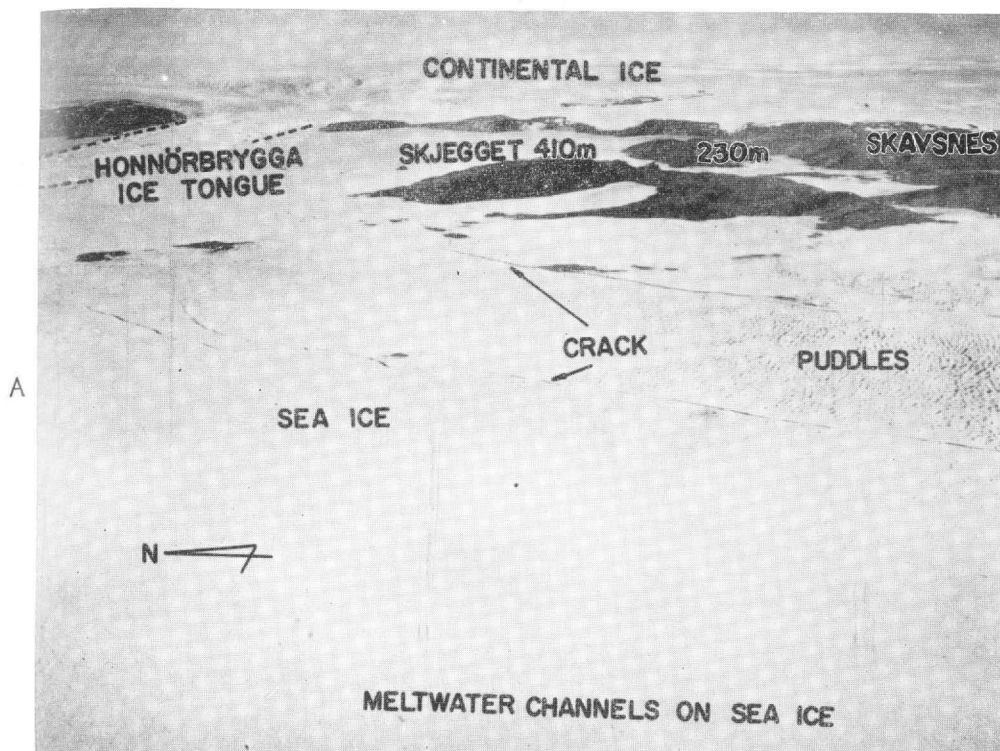 CONTINENTAL ICE
HONNÖRBRYGGA
ICE TONGUE
SKJEGGET 410m
230m
SKAVSNES
CRACK
PUDDLES
A
SEA ICE
N
MELTWATER CHANNELS ON SEA ICE